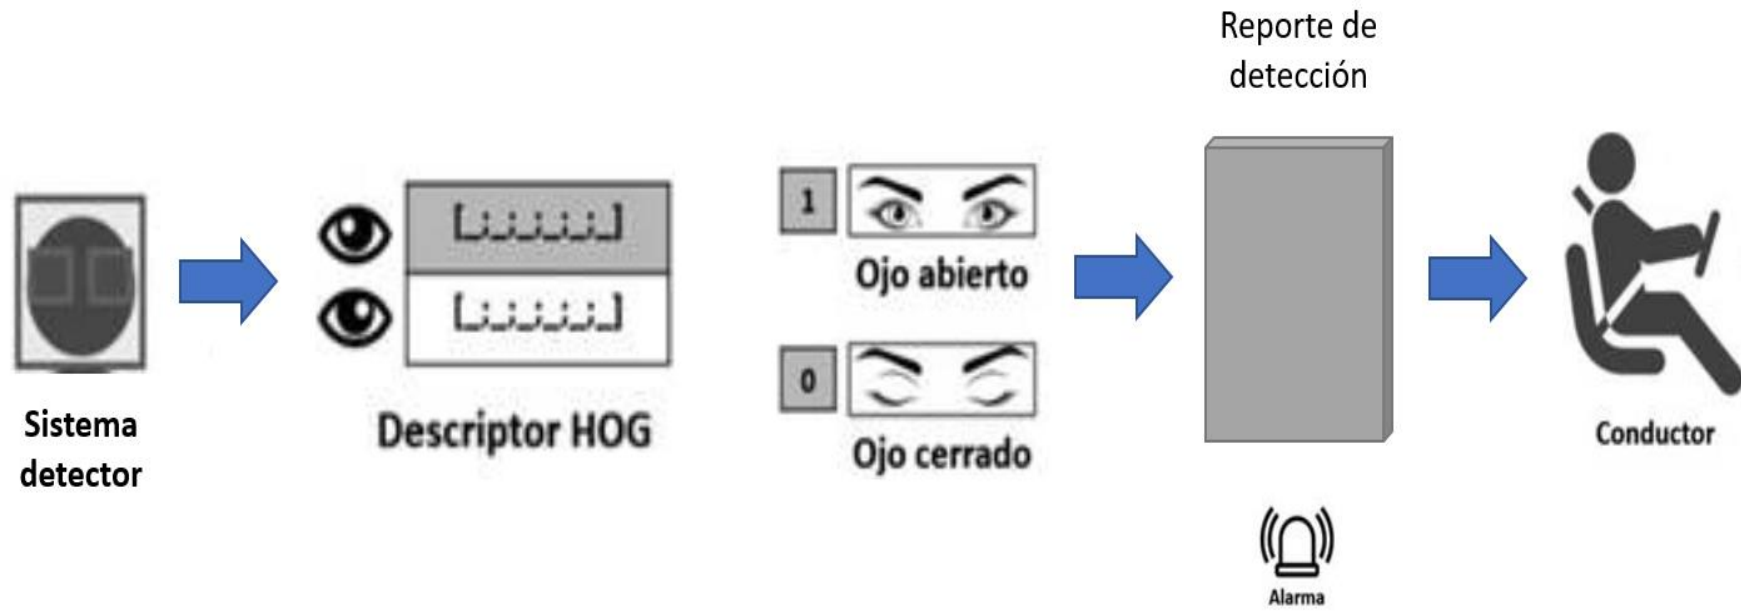 Reporte de
detección
1
[_;_;_;_;_;_]
[_;_;_;_;_;_]
Ojo abierto
0
Sistema
detector
Descriptor HOG
Ojo cerrado
Conductor
Alarma